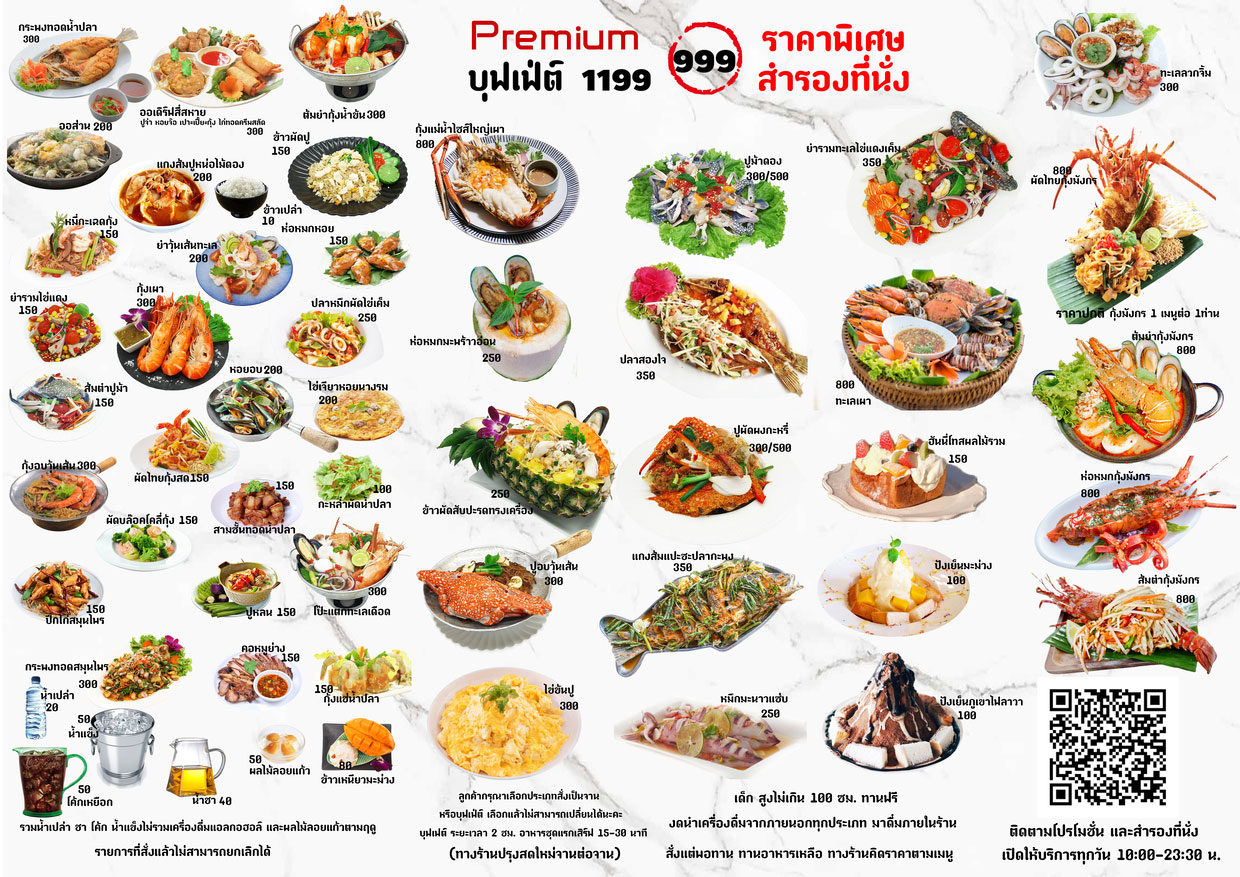 Premium
บุฟเฟ่ต์ 1199
999
ราคาพิเศษ
สำรองที่นั่ง
กระพงทอดน้ำปลา
300
ออเดิร์ฟสี่สหาย
ปูจ๋า หอยจ๊อ เปาะเปี๊ยะกุ้ง ไก่ทอดครีมสลัด
300
ต้มยำกุ้งน้ำข้น 300
ออส่วน 200
แกงส้มปูหน่อไม้ดอง
200
ข้าวผัดปู
150
ข้าวเปล่า
10
หมี่กะเฉดกุ้ง
150
ยำวุ้นเส้นทะเล
200
ห่อหมกหอย
150
ยำรวมไข่แดง
150
กุ้งเผา
300
ปลาหมึกผัดไข่เค็ม
250
ส้มตำปูม้า
150
หอยอบ 200
ไข่เจียวหอยนางรม
200
กุ้งอบวุ้นเส้น 300
ผัดไทยกุ้งสด 150
150
สามชั้นทอดน้ำปลา
100
กะหล่ำผัดน้ำปลา
ผัดบล๊อคโคลี่กุ้ง 150
150
ปีกไก่สมุนไพร
ปูหลน 150
300
โป๊ะแตกทะเลเดือด
กระพงทอดสมุนไพร
300
คอหมูย่าง
150
150
กุ้งแช่น้ำปลา
น้ำเปล่า
20
50
น้ำแข็ง
50
โค้กเหยือก
น้ำชา 40
50
ผลไม้ลอยแก้ว
80
ข้าวเหนียวมะม่วง
รวมน้ำเปล่า ชา โค้ก น้ำแข็งไม่รวมเครื่องดื่มแอลกอฮอล์ และผลไม้ลอยแก้วตามฤดู
รายการที่สั่งแล้วไม่สามารถยกเลิกได้
กุ้งแม่น้ำไซส์ใหญ่เผา
800
ห่อหมกมะพร้าวอ่อน
250
250
ข้าวผัดสับปะรดทรงเครื่อง
ปูอบวุ้นเส้น
300
ไข่ข้นปู
300
ปูม้าดอง
300/500
ปลาสองใจ
350
ปูผัดผงกะหรี่
300/500
แกงส้มแปะซะปลากะพง
350
หมึกมะนาวแซ่บ
250
ยำรวมทะเลไข่แดงเค็ม
350
800
ทะเลเผา
ฮันนี่โทสผลไม้รวม
150
ปังเย็นมะม่วง
100
ปังเย็นภูเขาไฟลาวา
100
ทะเลลวกจิ้ม
300
800
ผัดไทยกุ้งมังกร
ราคาปกติ กุ้งมังกร 1 เมนูต่อ 1ท่าน
ต้มยำกุ้งมังกร
800
ห่อหมกกุ้งมังกร
800
ส้มตำกุ้งมังกร
800
ลูกค้ากรุณาเลือกประเภทสั่งเป็นจาน
หรือบุฟเฟ่ต์ เลือกแล้วไม่สามารถเปลี่ยนได้นะคะ
บุฟเฟ่ต์ ระยะเวลา 2 ชม. อาหารชุดแรกเสิร์ฟ 15-30 นาที
(ทางร้านปรุงสดใหม่จานต่อจาน)
เด็ก สูงไม่เกิน 100 ซม. ทานฟรี
งดนำเครื่องดื่มจากภายนอกทุกประเภท มาดื่มภายในร้าน
สั่งแต่พอทาน ทานอาหารเหลือ ทางร้านคิดราคาตามเมนู
ติดตามโปรโมชั่น และสำรองที่นั่ง
เปิดให้บริการทุกวัน 10:00-23:30 น.